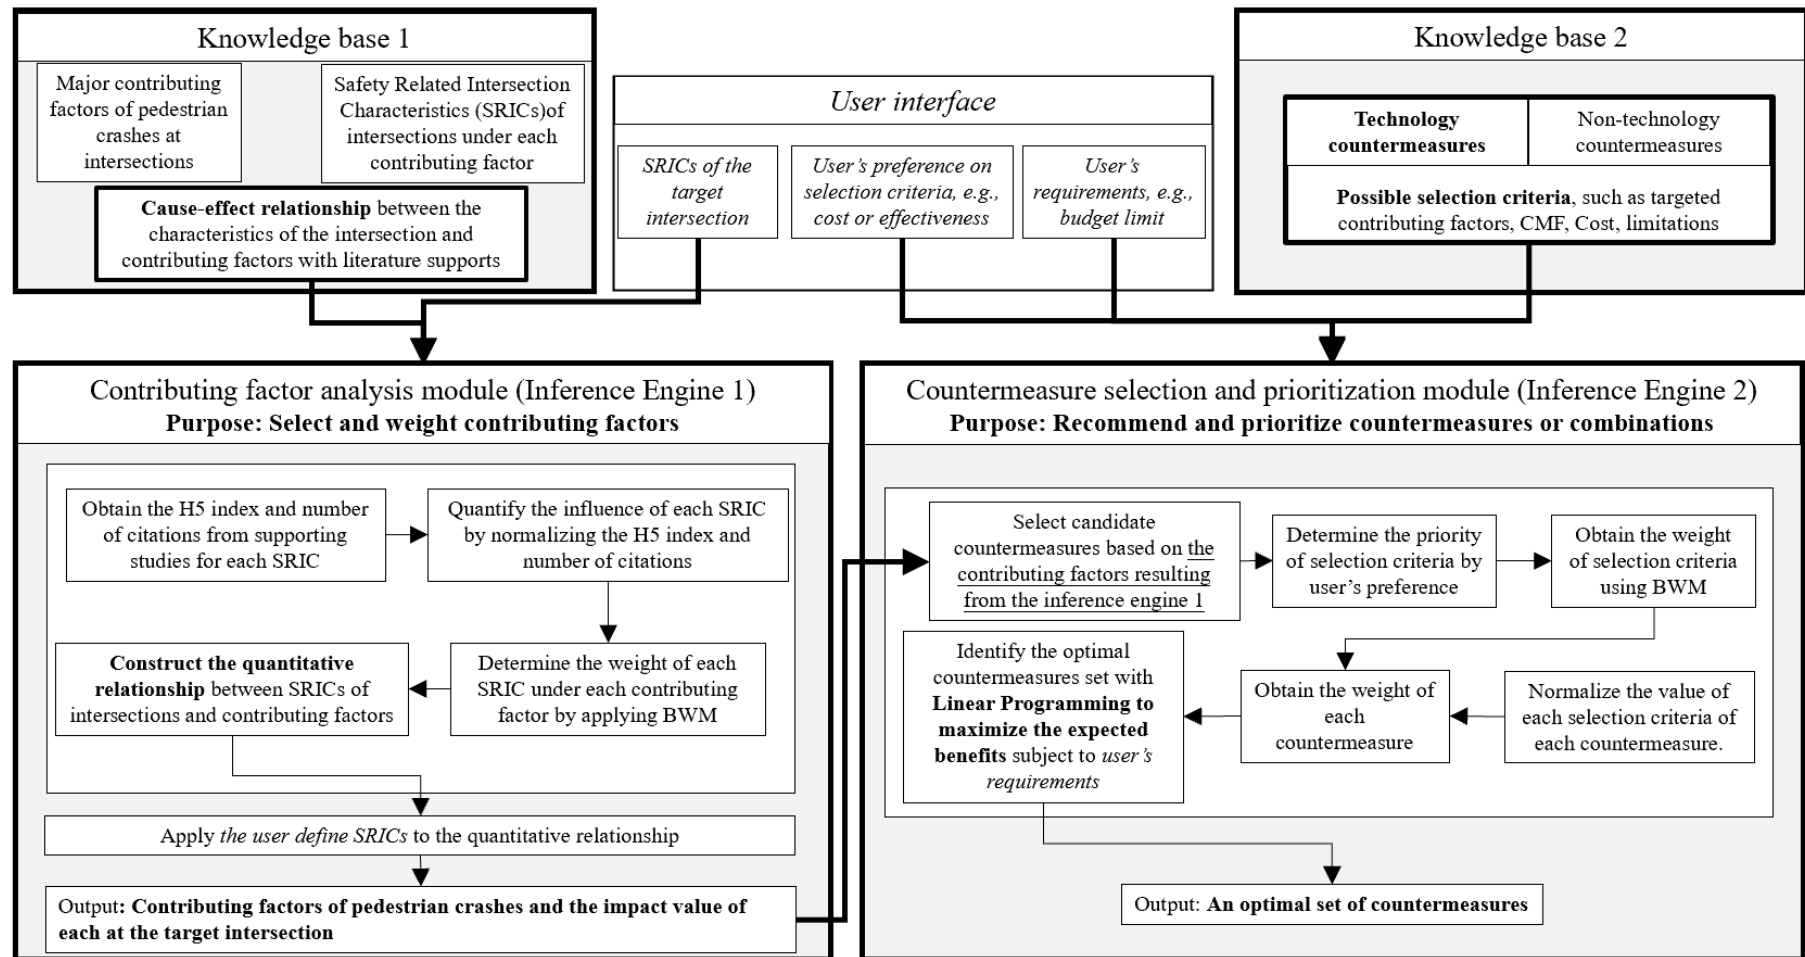 Knowledge base 1
Major contributing
factors of pedestrian
crashes at
intersections
Safety Related Intersection
Characteristics (SRICs)of
intersections under each
contributing factor
Cause-effect relationship between the
characteristics of the intersection and
contributing factors with literature supports
User interface
SRICs of the
target
intersection
User’s preference on
selection criteria, e.g.,
cost or effectiveness
User’s
requirements, e.g.,
budget limit
Knowledge base 2
Technology
countermeasures
Non-technology
countermeasures
Possible selection criteria, such as targeted
contributing factors, CMF, Cost, limitations
Contributing factor analysis module (Inference Engine 1)
Purpose: Select and weight contributing factors
Obtain the H5 index and number
of citations from supporting
studies for each SRIC
Quantify the influence of each SRIC
by normalizing the H5 index and
number of citations
Determine the weight of each
SRIC under each contributing
factor by applying BWM
Construct the quantitative
relationship between SRICs of
intersections and contributing factors
Apply the user define SRICs to the quantitative relationship
Output: Contributing factors of pedestrian crashes and the impact value of
each at the target intersection
Countermeasure selection and prioritization module (Inference Engine 2)
Purpose: Recommend and prioritize countermeasures or combinations
Select candidate
countermeasures based on the
contributing factors resulting
from the inference engine 1
Determine the priority
of selection criteria by
user’s preference
Obtain the weight
of selection criteria
using BWM
Identify the optimal
countermeasures set with
Linear Programming to
maximize the expected
benefits subject to user’s
requirements
Obtain the weight of
each
countermeasure
Normalize the value of
each selection criteria of
each countermeasure.
Output: An optimal set of countermeasures